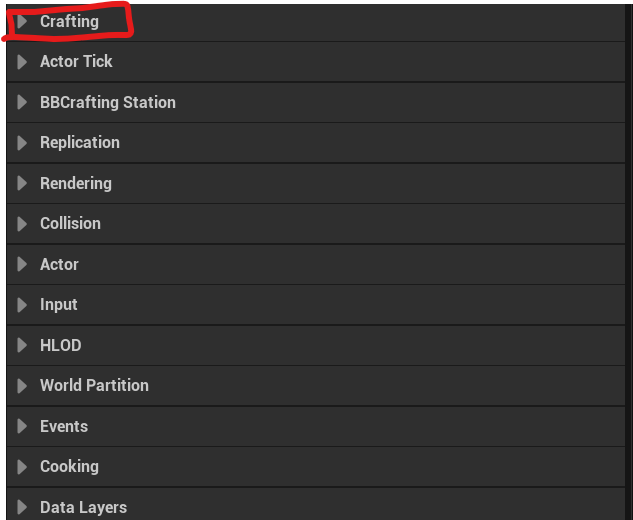 Crafting
Actor Tick
BBCrafting Station
Replication
Rendering
Collision
Actor
Input
HLOD
World Partition
Events
Cooking
Data Layers